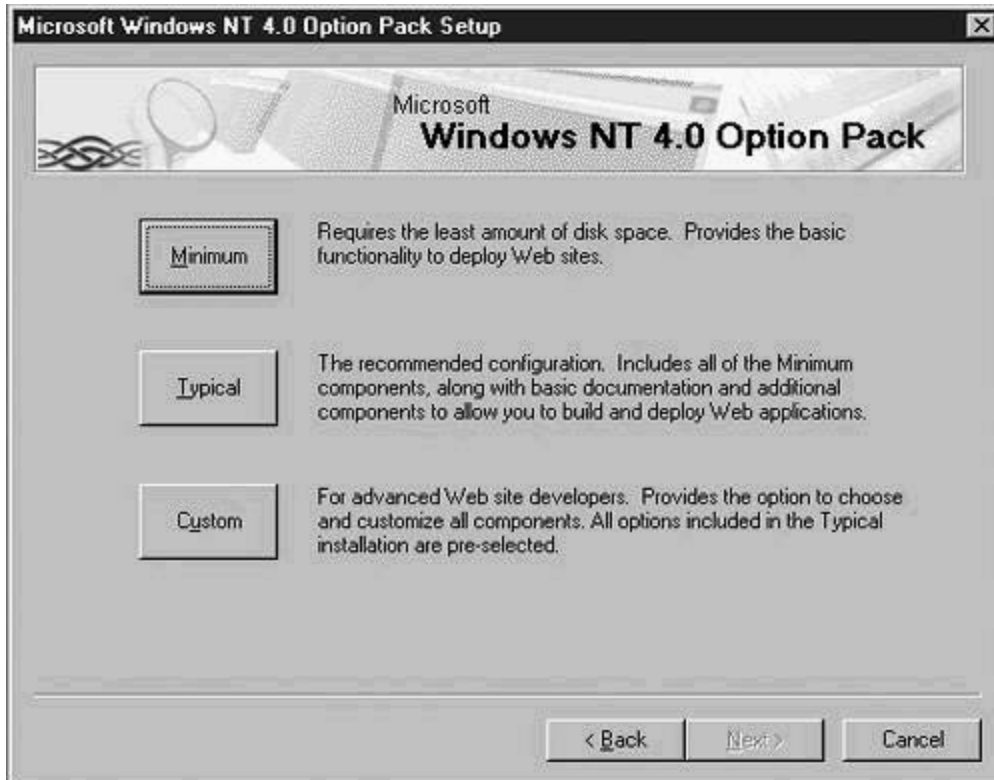 Microsoft Windows NT 4.0 Option Pack Setup
Microsoft
Windows NT 4.0 Option Pack
Minimum
Requires the least amount of disk space. Provides the basic
functionality to deploy Web sites.
Typical
The recommended configuration. Includes all of the Minimum
components, along with basic documentation and additional
components to allow you to build and deploy Web applications.
Custom
For advanced Web site developers. Provides the option to choose
and customize all components. All options included in the Typical
installation are pre-selected.
< Back
Next >
Cancel